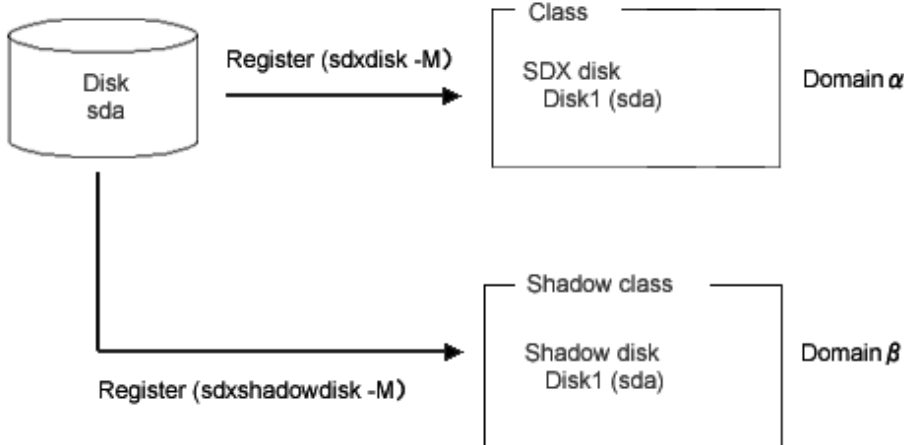 Class
Register (sdxdisk -M)
Disk
sda
SDX disk
Disk1 (sda)
Domain α
Shadow class
Shadow disk
Disk1 (sda)
Domain β
Register (sdxshadowdisk -M)